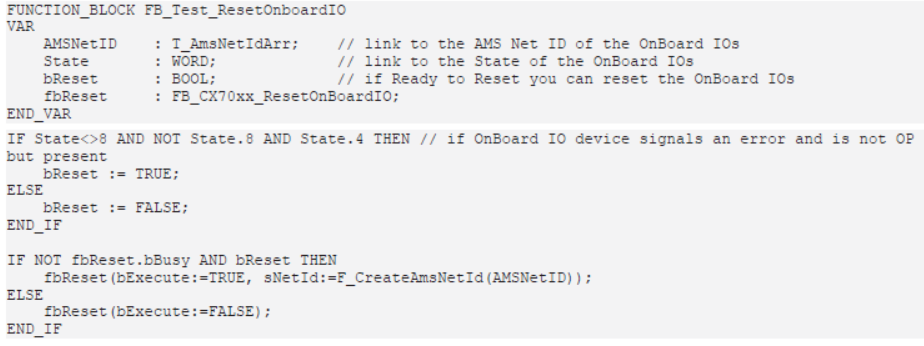 FUNCTION_BLOCK FB_Test_ResetOnboardIO
VAR
    AMSNetID     : T_AmsNetIdArr;   // link to the AMS Net ID of the OnBoard IOs
    State        : WORD;            // link to the State of the OnBoard IOs
    bReset       : BOOL;            // if Ready to Reset you can reset the OnBoard IOs
    fbReset      : FB_CX70xx_ResetOnBoardIO;
END_VAR
IF State<>8 AND NOT State.8 AND State.4 THEN // if OnBoard IO device signals an error and is not OP
but present
    bReset := TRUE;
ELSE
    bReset := FALSE;
END_IF

IF NOT fbReset.bBusy AND bReset THEN
    fbReset(bExecute:=TRUE, sNetId:=F_CreateAmsNetId(AMSNetID));
ELSE
    fbReset(bExecute:=FALSE);
END_IF